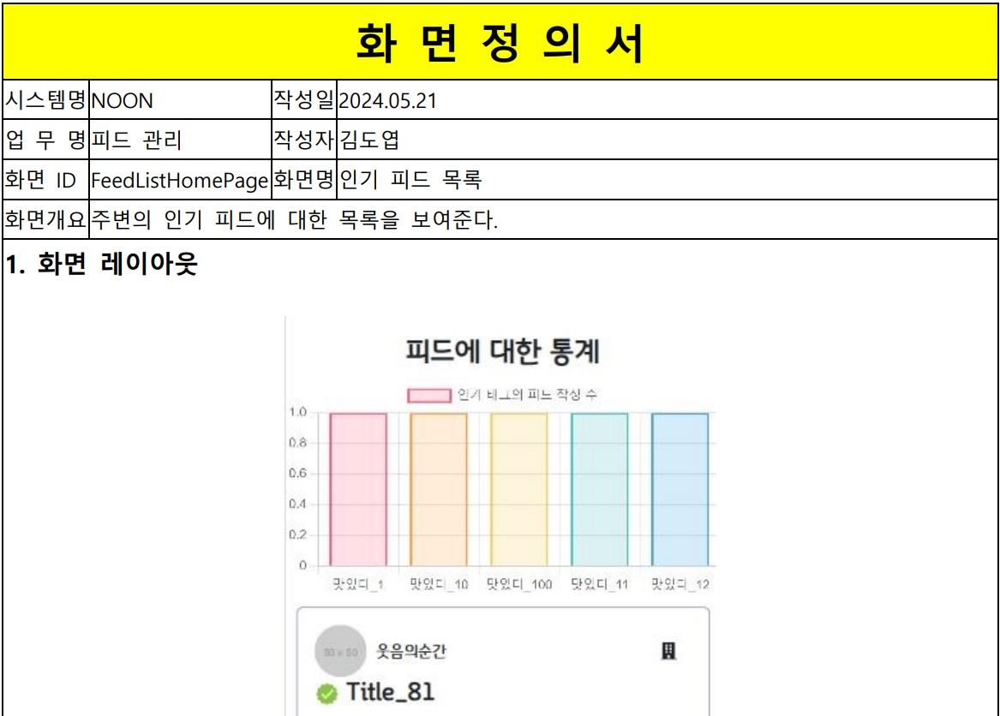 화 면 정 의 서
시스템명 NOON 작성일 2024.05.21
업 무 명 피드 관리 작성자 김도엽
화면 ID FeedListHomePage 화면명 인기 피드 목록
화면개요 주변의 인기 피드에 대한 목록을 보여준다.
1. 화면 레이아웃
피드에 대한 통계
인기 태그의 피드 작성 수
1.0
0.8
0.6
0.4
0.2
0
맛있다_1 맛있다_10 맛있다_100 맛있다_11 맛있다_12
50 x 50 웃음의순간
Title_81